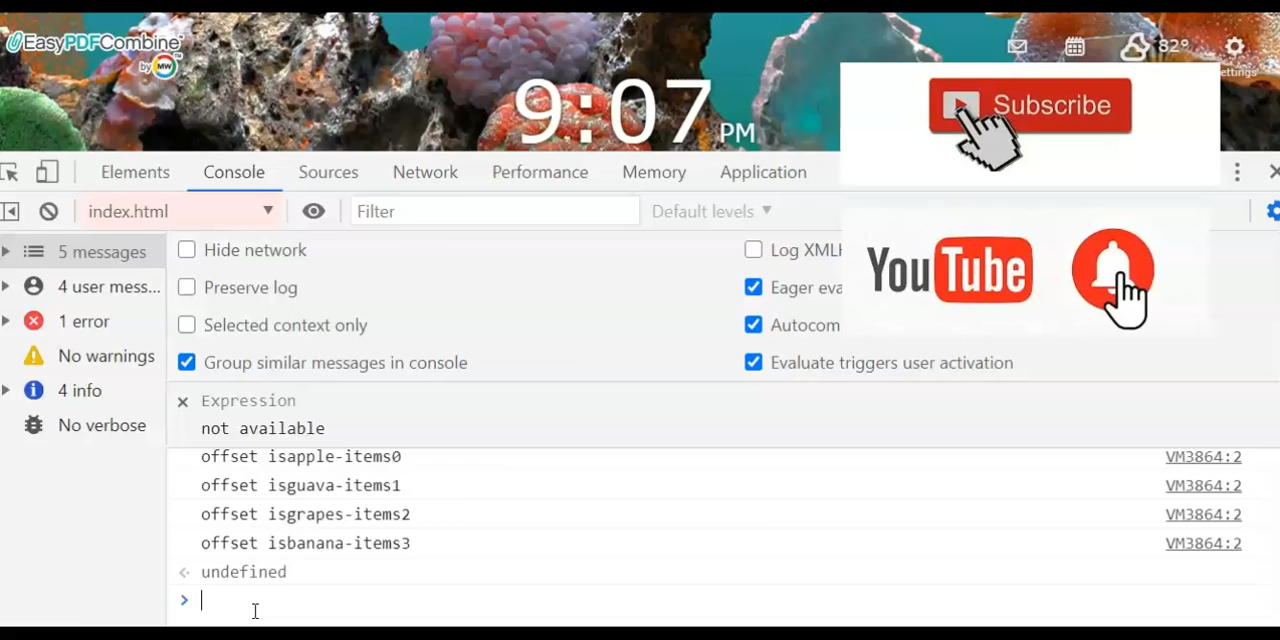 EasyPDFCombine
by MW
82°
ettings
9:07 PM
Subscribe
Elements Console Sources Network Performance Memory Application
index.html Filter Default levels
YouTube
5 messages
Hide network
Log XMLH
4 user mess...
Preserve log
Eager eva
1 error
Selected context only
Autocom
No warnings
Group similar messages in console
Evaluate triggers user activation
4 info
Expression
No verbose
not available
offset isapple-items0 VM3864:2
offset isguava-items1 VM3864:2
offset isgrapes-items2 VM3864:2
offset isbanana-items3 VM3864:2
undefined